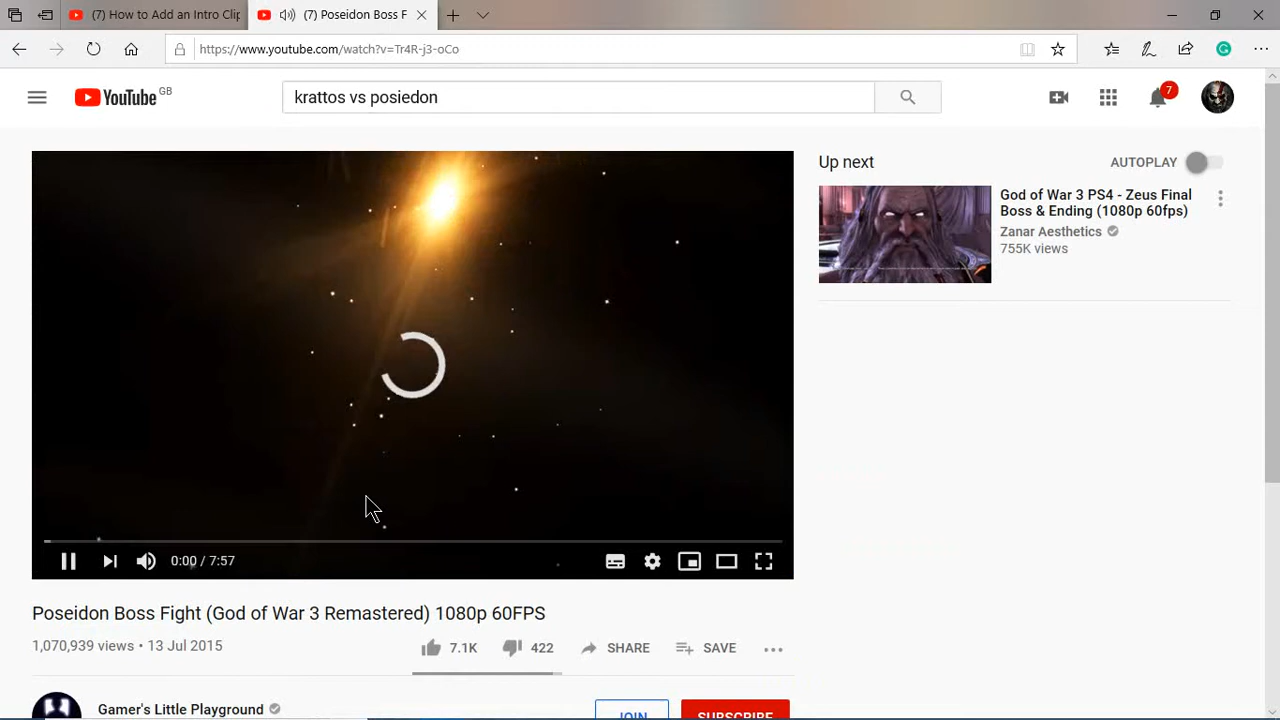 (7) How to Add an Intro Clip
(7) Poseidon Boss F
https://www.youtube.com/watch?v=Tr4R-j3-oCo
YouTube GB
krattos vs posiedon
7
Up next
AUTOPLAY
God of War 3 PS4 - Zeus Final
Boss & Ending (1080p 60fps)
Zanar Aesthetics
755K views
0:00 / 7:57
Poseidon Boss Fight (God of War 3 Remastered) 1080p 60FPS
1,070,939 views • 13 Jul 2015
7.1K
422
SHARE
SAVE
Gamer's Little Playground
JOIN
SUBSCRIBE